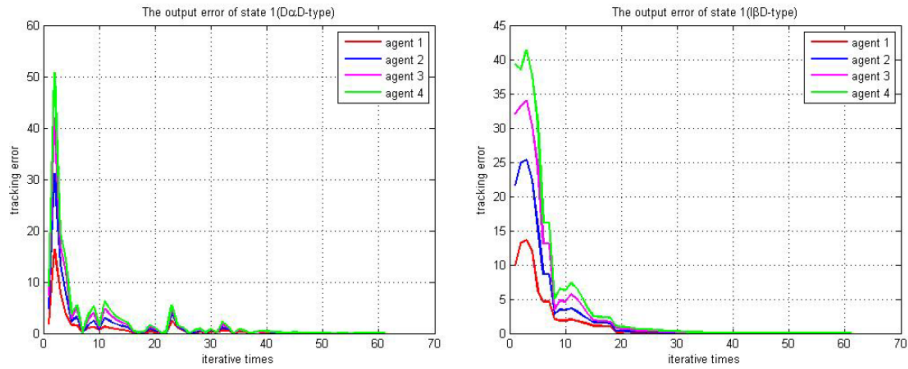 The output error of state 1(DαD-type)
tracking error
60
50
40
30
20
10
0
0 10 20 30 40 50 60 70
iterative times
agent 1
agent 2
agent 3
agent 4
The output error of state 1(IβD-type)
tracking error
45
40
35
30
25
20
15
10
5
0
0 10 20 30 40 50 60 70
iterative times
agent 1
agent 2
agent 3
agent 4